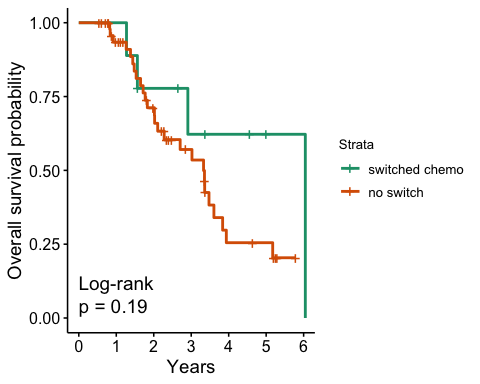 Overall survival probability
1.00
0.75
0.50
0.25
0.00
Log-rank
p = 0.19
0 1 2 3 4 5 6
Years
Strata
switched chemo
no switch